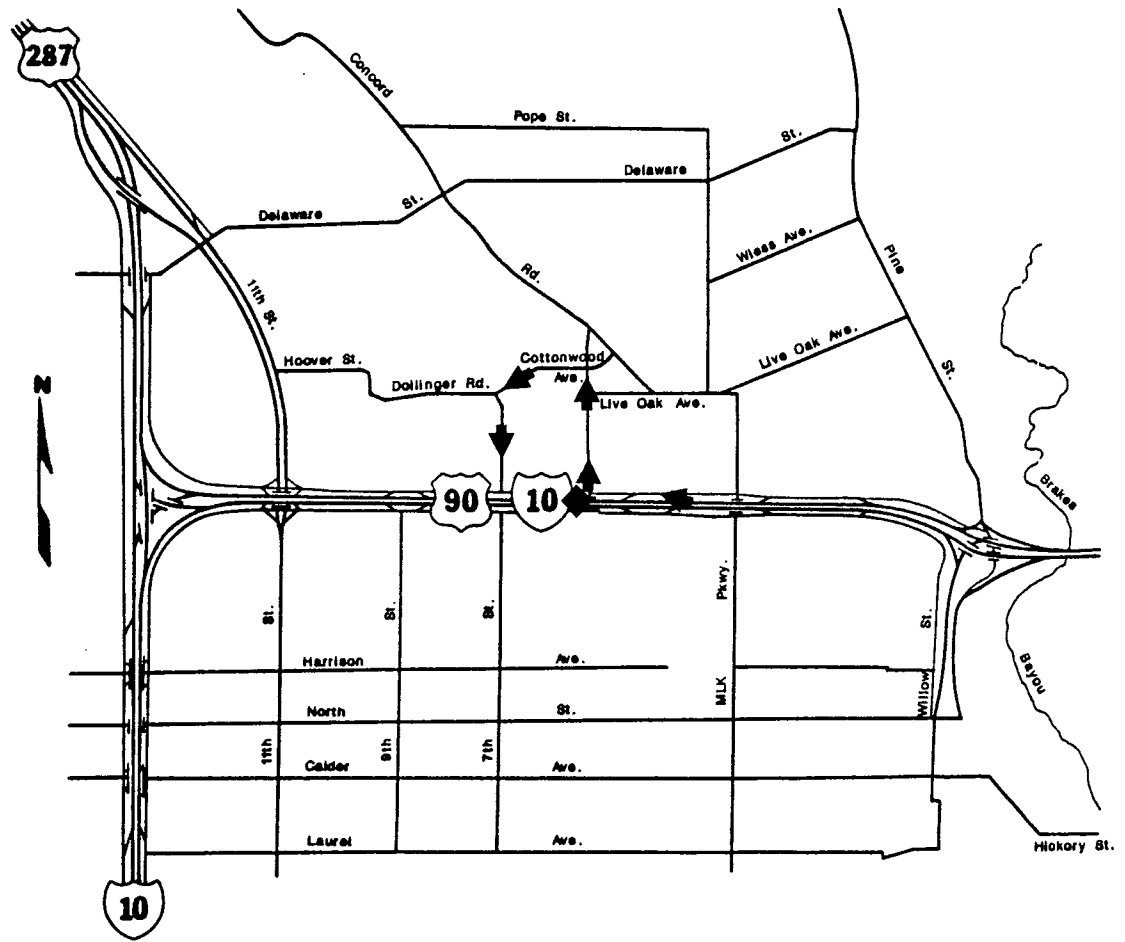 287
Concord
Pope St.
St.
Delaware
St.
Delaware
Wiess Ave.
Rd.
Pine
11th St.
Live Oak Ave.
Hoover St.
Cottonwood
Ave.
St.
Dollinger Rd.
Live Oak Ave.
N
90
10
Brakes
Pkwy.
St.
St.
St.
St.
Harrison
Ave.
Bayou
MLK
Willow
North
St.
11th
9th
7th
Calder
Ave.
Laurel
Ave.
Hickory St.
10